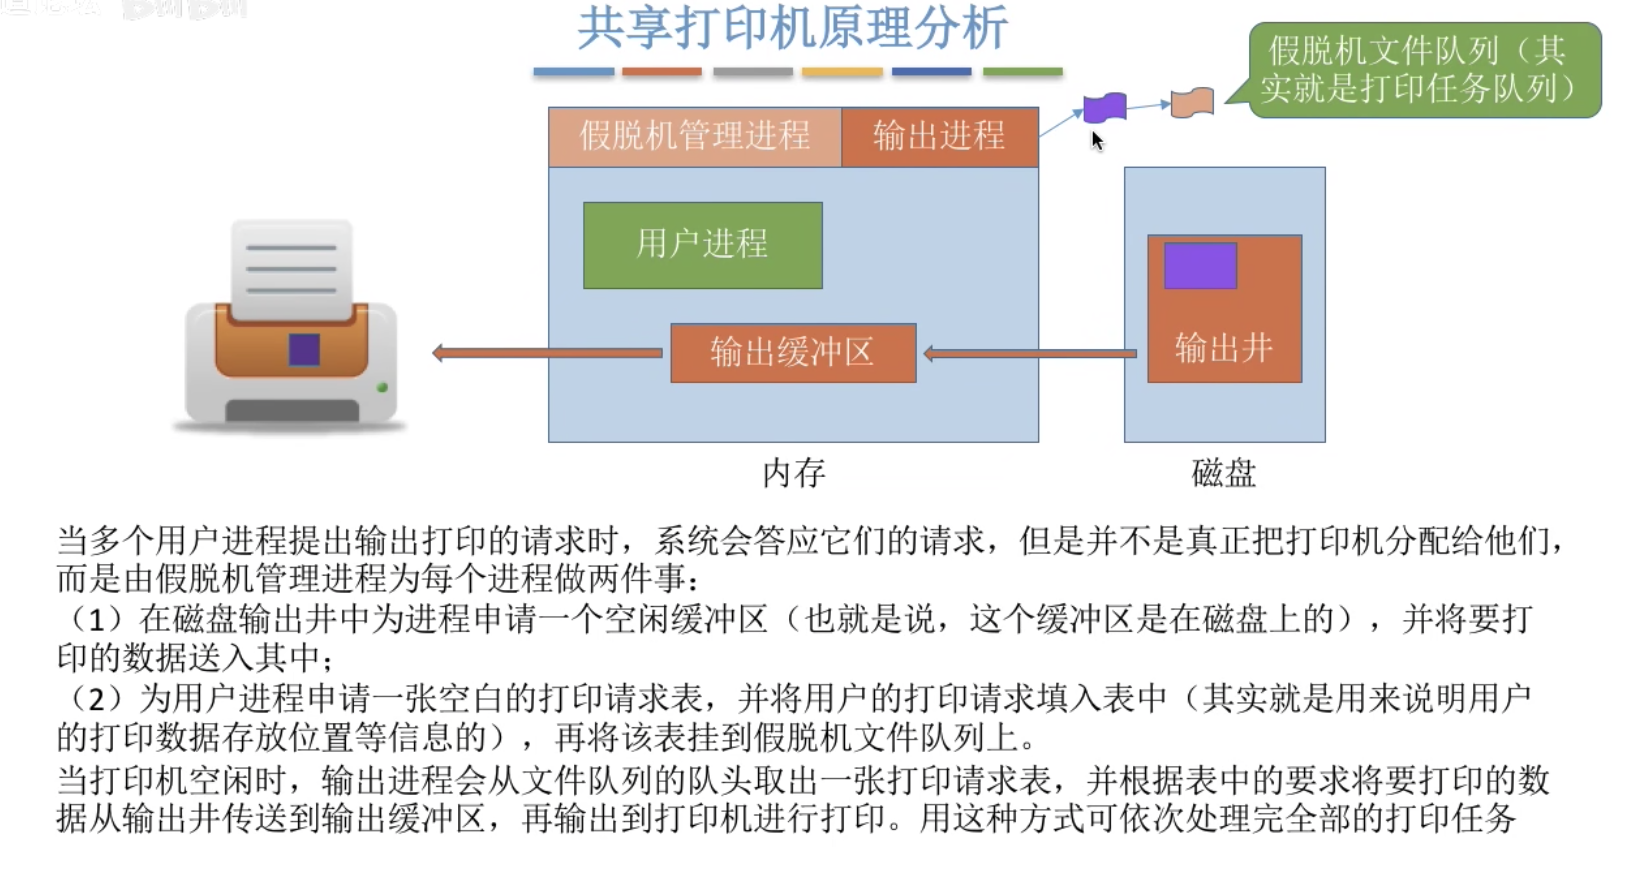 共享打印机原理分析
假脱机文件队列（其
实就是打印任务队列）
假脱机管理进程
输出进程
用户进程
输出缓冲区
输出井
内存
磁盘
当多个用户进程提出输出打印的请求时，系统会答应它们的请求，但是并不是真正把打印机分配给他们，
而是由假脱机管理进程为每个进程做两件事：
（1）在磁盘输出井中为进程申请一个空闲缓冲区（也就是说，这个缓冲区是在磁盘上的），并将要打
印的数据送入其中；
（2）为用户进程申请一张空白的打印请求表，并将用户的打印请求填入表中（其实就是用来说明用户
的打印数据存放位置等信息的），再将该表挂到假脱机文件队列上。
当打印机空闲时，输出进程会从文件队列的队头取出一张打印请求表，并根据表中的要求将要打印的数
据从输出井传送到输出缓冲区，再输出到打印机进行打印。用这种方式可依次处理完全部的打印任务